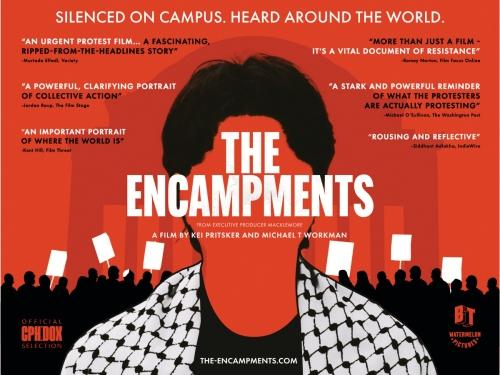 SILENCED ON CAMPUS. HEARD AROUND THE WORLD.
"AN URGENT PROTEST FILM... A FASCINATING,
RIPPED-FROM-THE-HEADLINES STORY"
-Murtada Elfadl, Variety
"A POWERFUL, CLARIFYING PORTRAIT
OF COLLECTIVE ACTION"
-Jordan Raup, The Film Stage
"AN IMPORTANT PORTRAIT
OF WHERE THE WORLD IS"
-Kent Hill, Film Threat
"MORE THAN JUST A FILM -
IT'S A VITAL DOCUMENT OF RESISTANCE"
-Romey Norton, Film Focus Online
"A STARK AND POWERFUL REMINDER
OF WHAT THE PROTESTERS
ARE ACTUALLY PROTESTING"
-Michael O'Sullivan, The Washington Post
"ROUSING AND REFLECTIVE"
-Siddhant Adlakha, IndieWire
THE
ENCAMPMENTS
FROM EXECUTIVE PRODUCER MACKLEMORE
A FILM BY KEI PRITSKER AND MICHAEL T WORKMAN
OFFICIAL
CPH:DOX
SELECTION
WATERMELON
PICTURES
THE-ENCAMPMENTS.COM